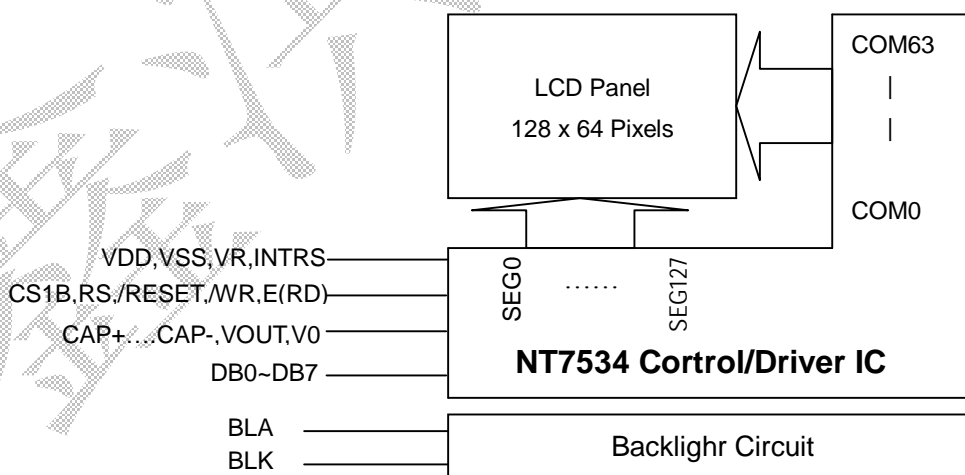 COM63
|
LCD Panel
|
128 x 64 Pixels
COM0
VDD,VSS,VR,INTRS
CS1B,RS,/RESET,/WR,E(RD)
CAP+....CAP-,VOUT,V0
DB0~DB7
SEG0
......
SEG127
NT7534 Cortrol/Driver IC
BLA
BLK
Backlighr Circuit